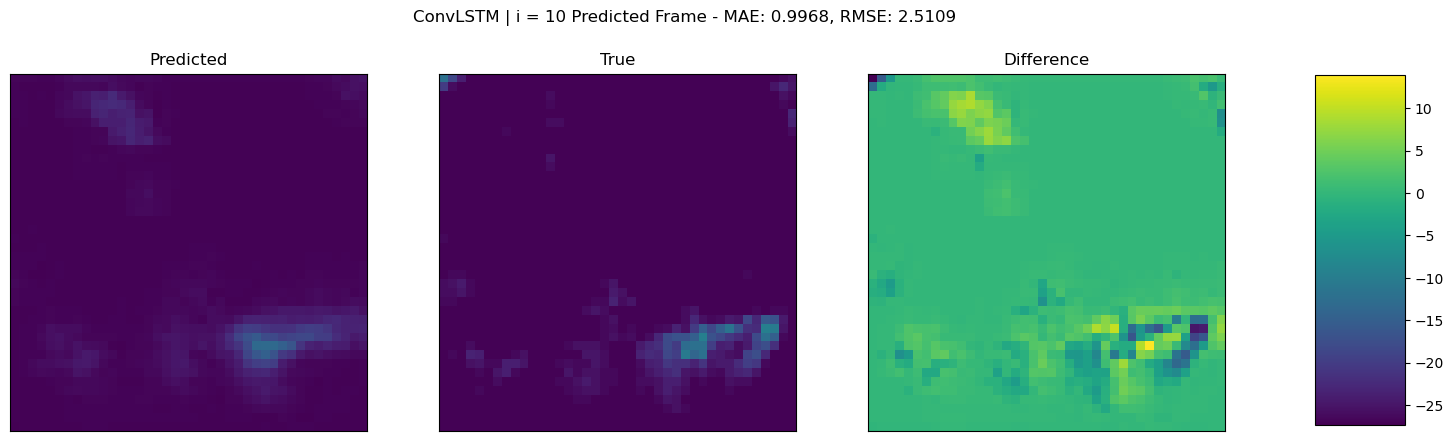 ConvLSTM | i = 10 Predicted Frame - MAE: 0.9968, RMSE: 2.5109
Predicted
True
Difference
10
5
0
−5
−10
−15
−20
−25